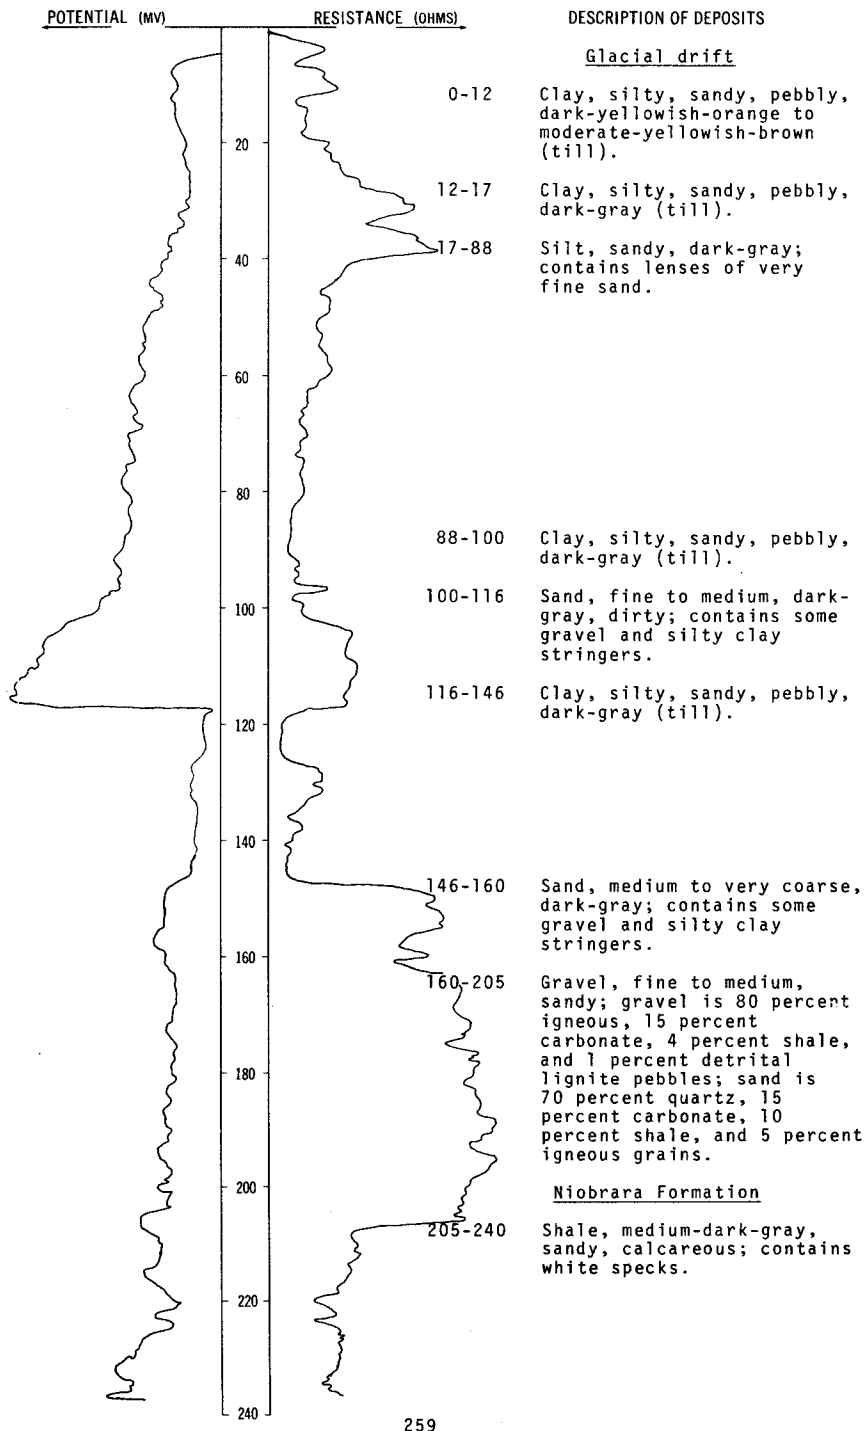 POTENTIAL (MV) RESISTANCE (OHMS) DESCRIPTION OF DEPOSITS
Glacial drift
0-12 Clay, silty, sandy, pebbly,
dark-yellowish-orange to
moderate-yellowish-brown
(till).
20
12-17 Clay, silty, sandy, pebbly,
dark-gray (till).
17-88 Silt, sandy, dark-gray;
contains lenses of very
fine sand.
40
60
80
88-100 Clay, silty, sandy, pebbly,
dark-gray (till).
100
100-116 Sand, fine to medium, dark-
gray, dirty; contains some
gravel and silty clay
stringers.
116-146 Clay, silty, sandy, pebbly,
dark-gray (till).
120
140
146-160 Sand, medium to very coarse,
dark-gray; contains some
gravel and silty clay
stringers.
160
160-205 Gravel, fine to medium,
sandy; gravel is 80 percent
igneous, 15 percent
carbonate, 4 percent shale,
and 1 percent detrital
lignite pebbles; sand is
70 percent quartz, 15
percent carbonate, 10
percent shale, and 5 percent
igneous grains.
180
200
Niobrara Formation
205-240 Shale, medium-dark-gray,
sandy, calcareous; contains
white specks.
220
240
259